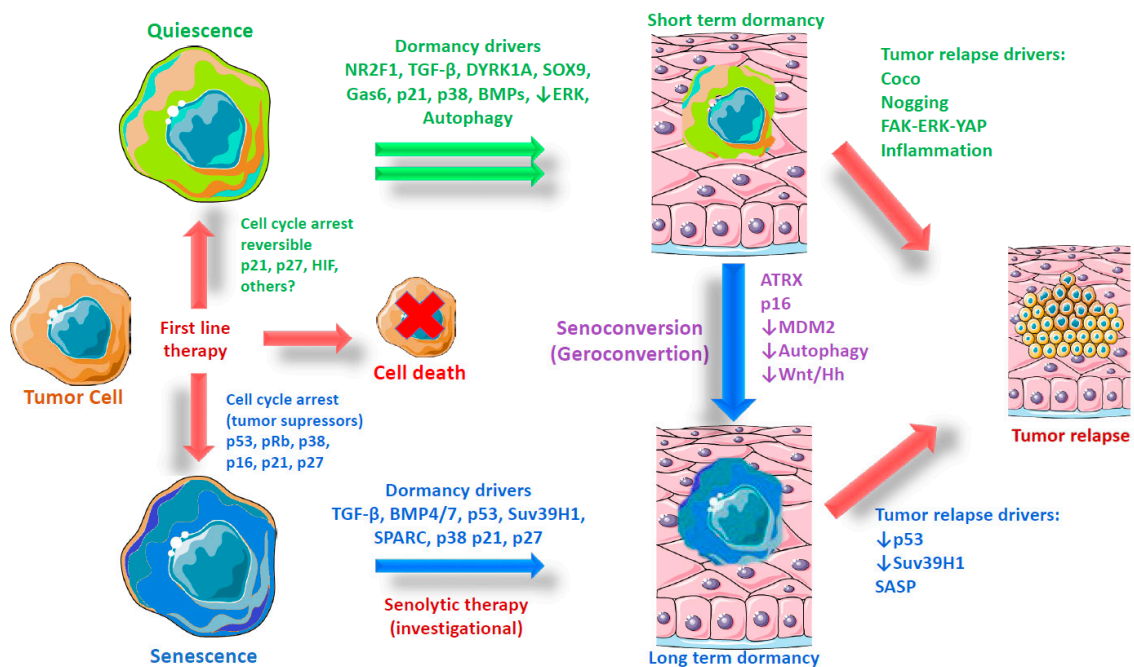 Quiescence
Dormancy drivers
NR2F1, TGF-β, DYRK1A, SOX9,
Gas6, p21, p38, BMPs, ↓ERK,
Autophagy
Short term dormancy
Tumor relapse drivers:
Coco
Nogging
FAK-ERK-YAP
Inflammation
Cell cycle arrest
reversible
p21, p27, HIF,
others?
Tumor Cell
First line
therapy
Cell death
Senoconversion
(Geroconvertion)
ATRX
p16
↓MDM2
↓Autophagy
↓Wnt/Hh
Tumor relapse
Cell cycle arrest
(tumor supressors)
p53, pRb, p38,
p16, p21, p27
Senescence
Dormancy drivers
TGF-β, BMP4/7, p53, Suv39H1,
SPARC, p38 p21, p27
Senolytic therapy
(investigational)
Long term dormancy
Tumor relapse drivers:
↓p53
↓Suv39H1
SASP